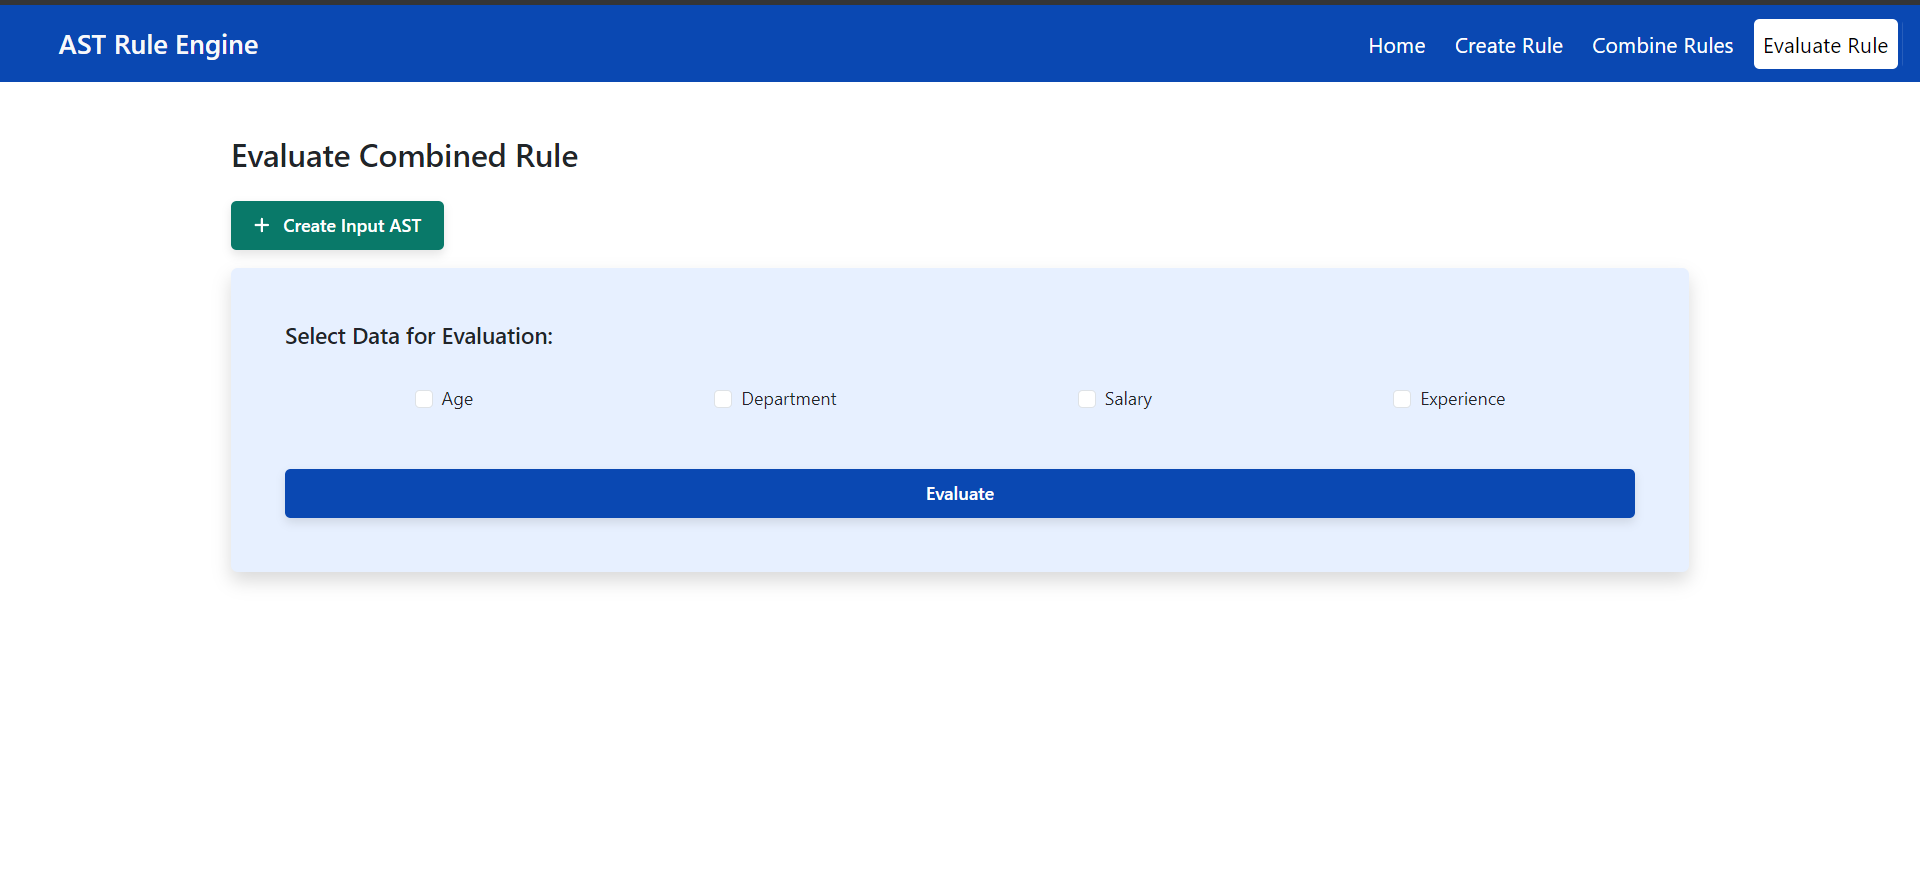 AST Rule Engine
Home Create Rule Combine Rules Evaluate Rule
Evaluate Combined Rule
+ Create Input AST
Select Data for Evaluation:
Age Department Salary Experience
Evaluate